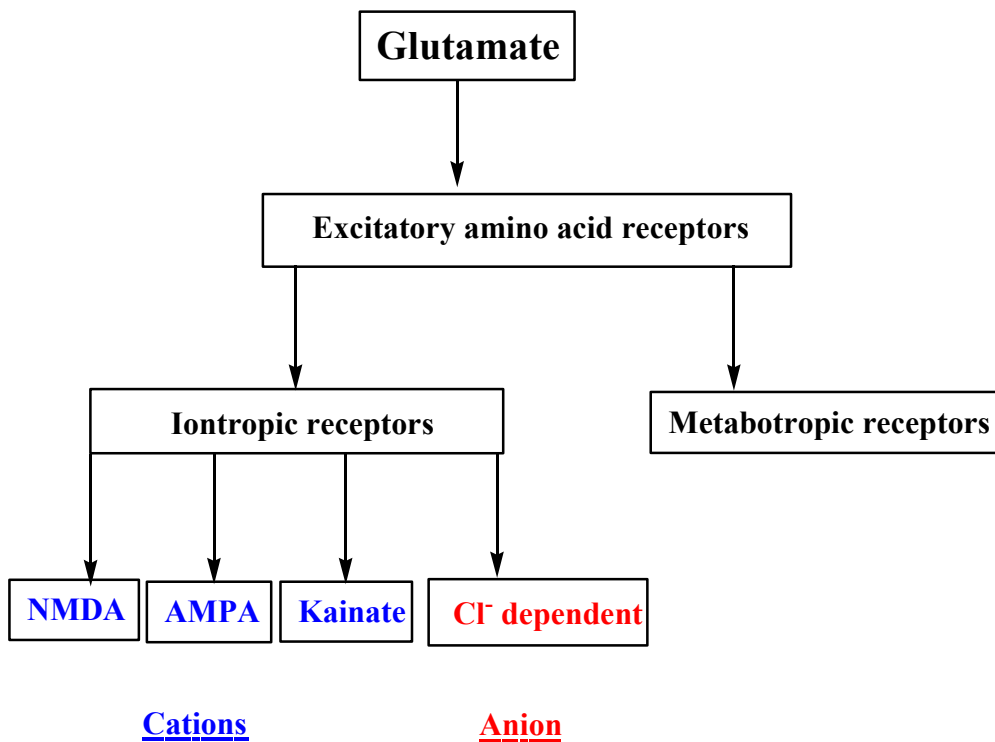 Glutamate
Excitatory amino acid receptors
Iontropic receptors
Metabotropic receptors
NMDA
AMPA
Kainate
Cl⁻ dependent
Cations
Anion